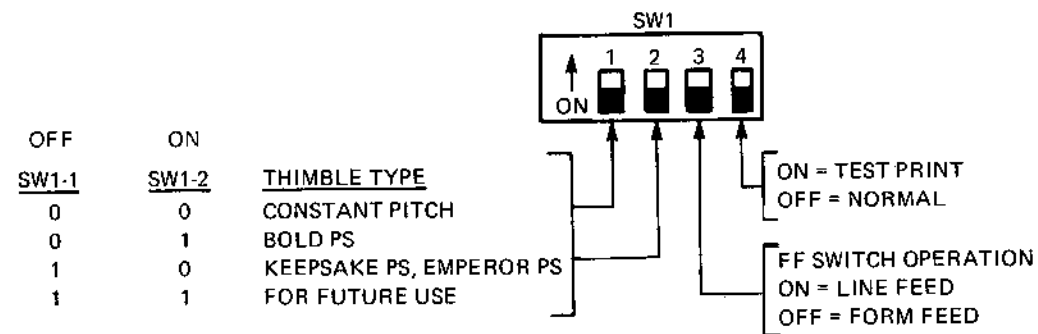 SW1
1 2 3 4
ON
OFF ON
SW1-1 SW1-2 THIMBLE TYPE
0 0 CONSTANT PITCH
0 1 BOLD PS
1 0 KEEPSAKE PS, EMPEROR PS
1 1 FOR FUTURE USE
ON = TEST PRINT
OFF = NORMAL
FF SWITCH OPERATION
ON = LINE FEED
OFF = FORM FEED